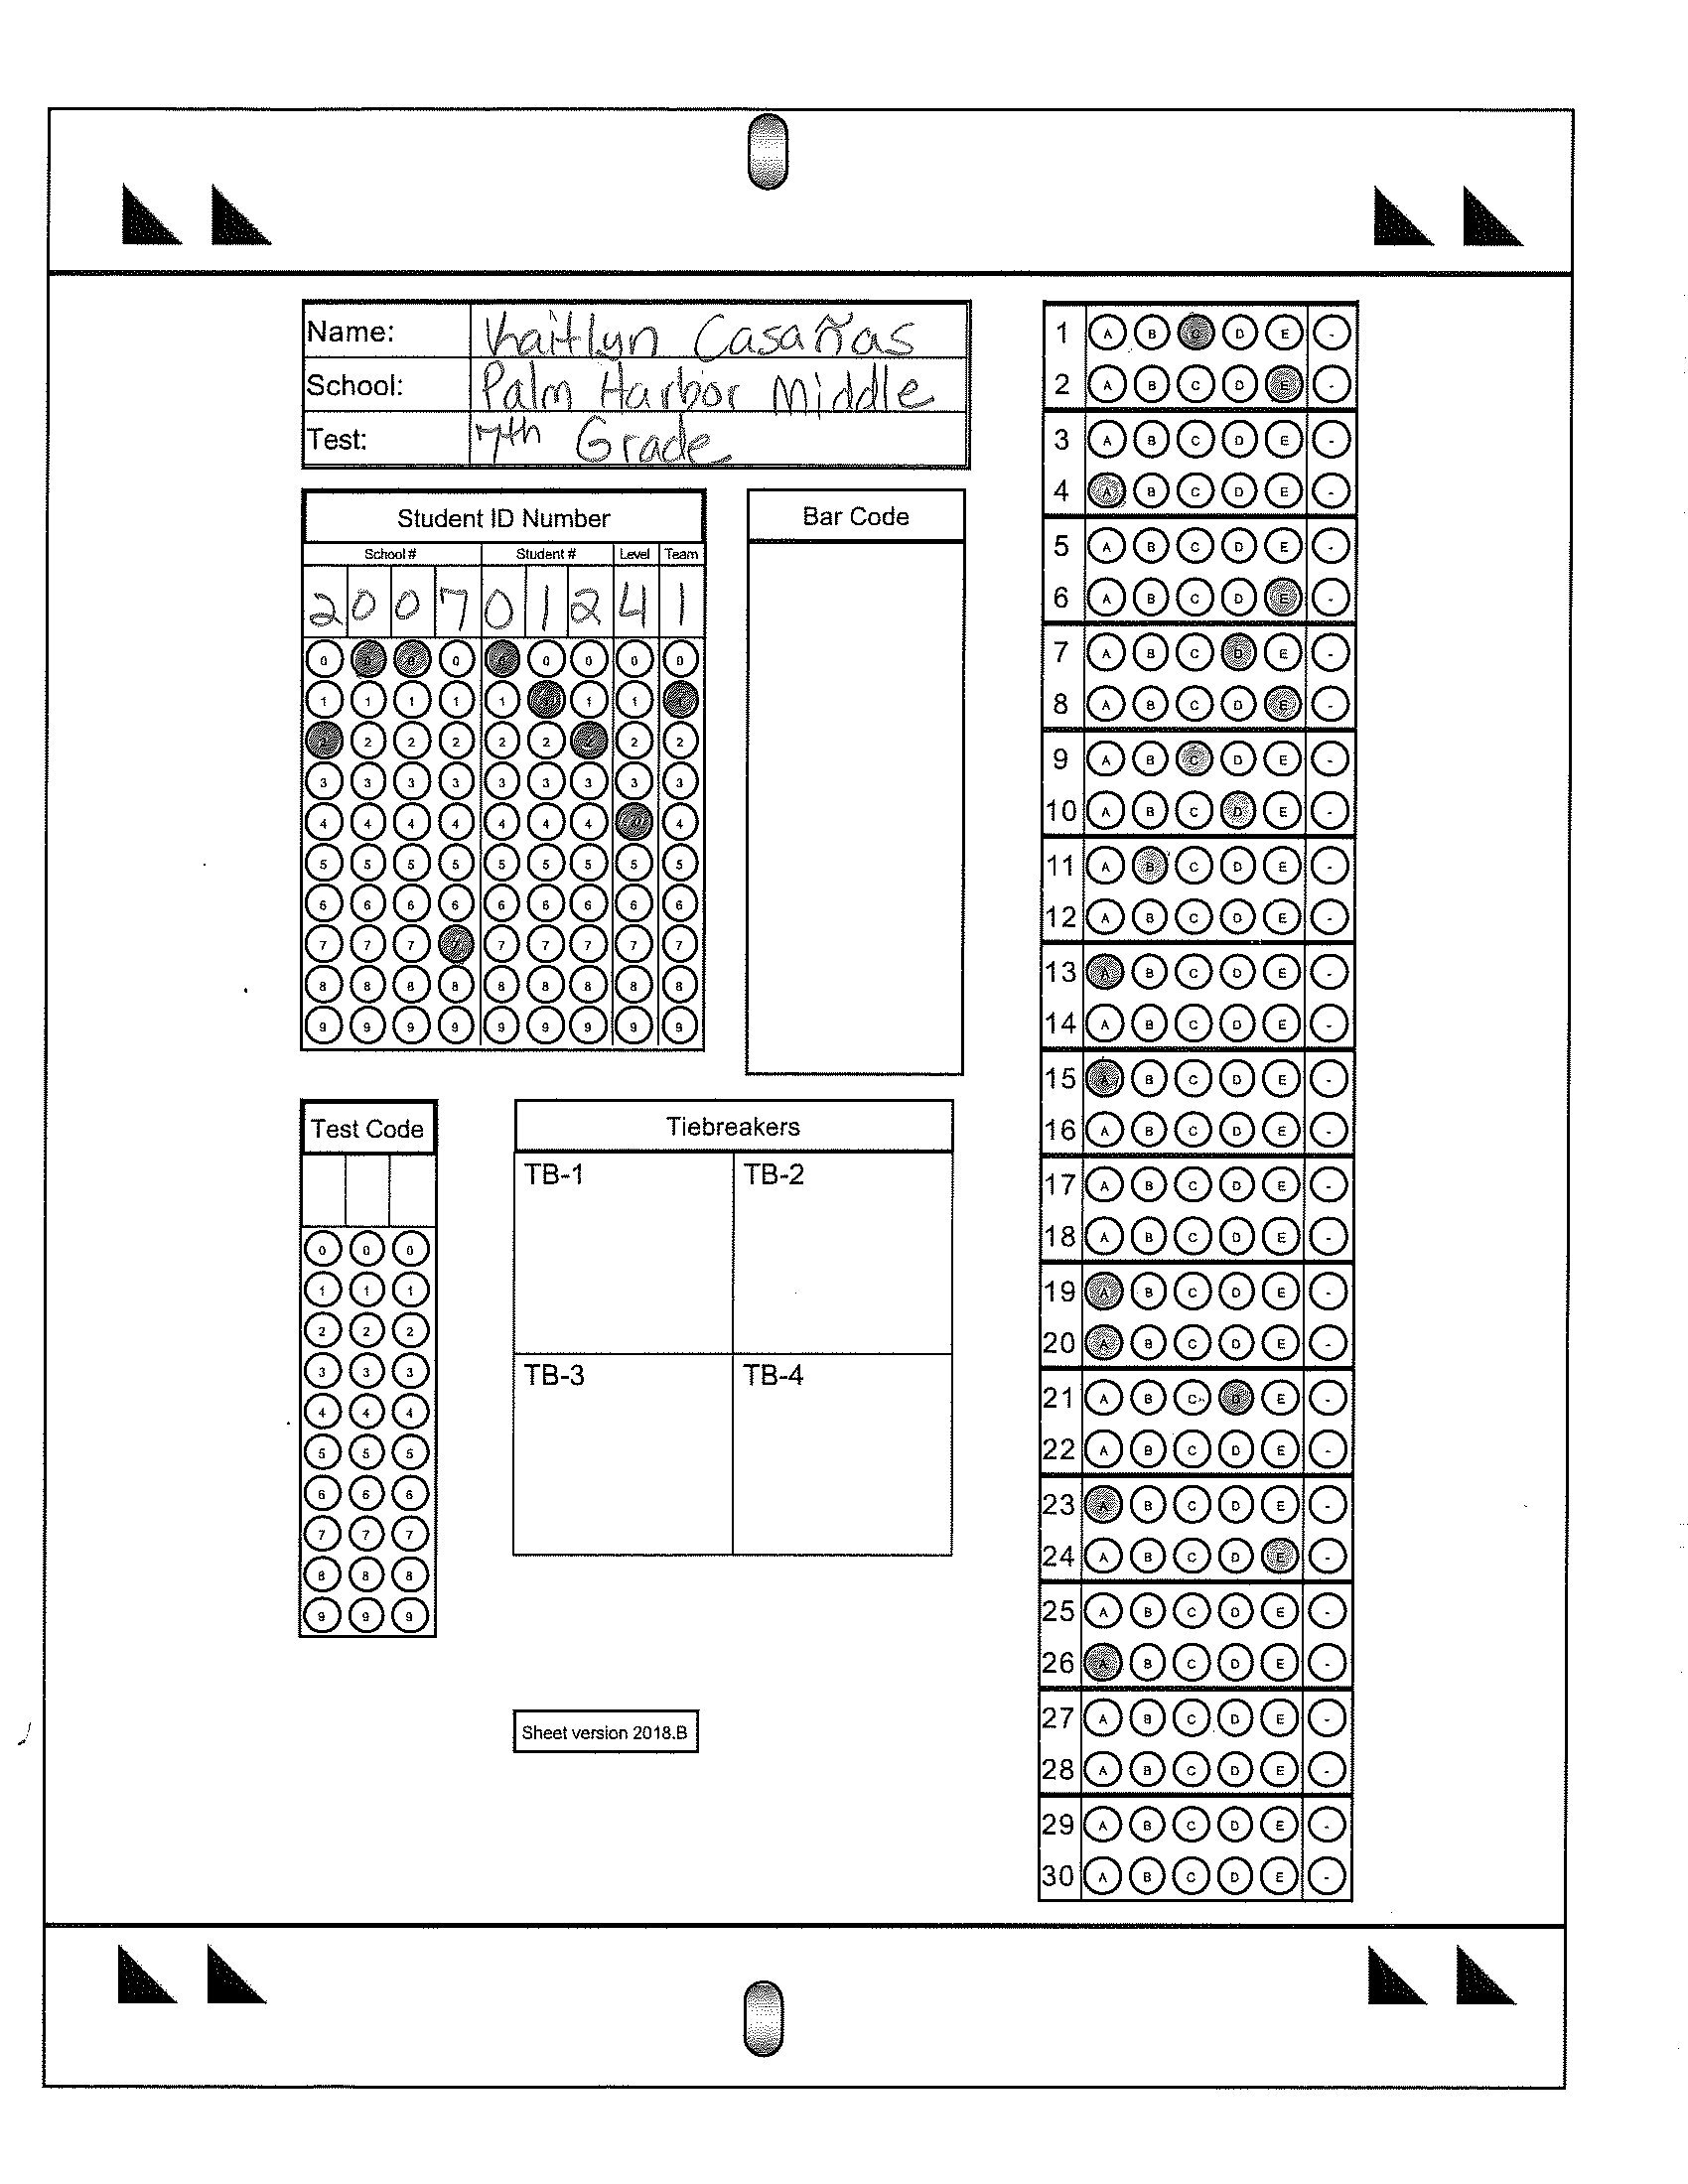 Name: Kaitlyn Casañas
School: Palm Harbor Middle
Test: 7th Grade
Student ID Number
School # Student # Level Team
2 0 0 7 0 1 2 4 1
0 0 0 0 0 0 0 0 0
1 1 1 1 1 1 1 1 1
2 2 2 2 2 2 2 2 2
3 3 3 3 3 3 3 3 3
4 4 4 4 4 4 4 4 4
5 5 5 5 5 5 5 5 5
6 6 6 6 6 6 6 6 6
7 7 7 7 7 7 7 7 7
8 8 8 8 8 8 8 8 8
9 9 9 9 9 9 9 9 9
Bar Code
Test Code
0 0 0
1 1 1
2 2 2
3 3 3
4 4 4
5 5 5
6 6 6
7 7 7
8 8 8
9 9 9
Tiebreakers
TB-1 TB-2
TB-3 TB-4
Sheet version 2018.B
1 A B C D E -
2 A B C D E -
3 A B C D E -
4 A B C D E -
5 A B C D E -
6 A B C D E -
7 A B C D E -
8 A B C D E -
9 A B C D E -
10 A B C D E -
11 A B C D E -
12 A B C D E -
13 A B C D E -
14 A B C D E -
15 A B C D E -
16 A B C D E -
17 A B C D E -
18 A B C D E -
19 A B C D E -
20 A B C D E -
21 A B C D E -
22 A B C D E -
23 A B C D E -
24 A B C D E -
25 A B C D E -
26 A B C D E -
27 A B C D E -
28 A B C D E -
29 A B C D E -
30 A B C D E -